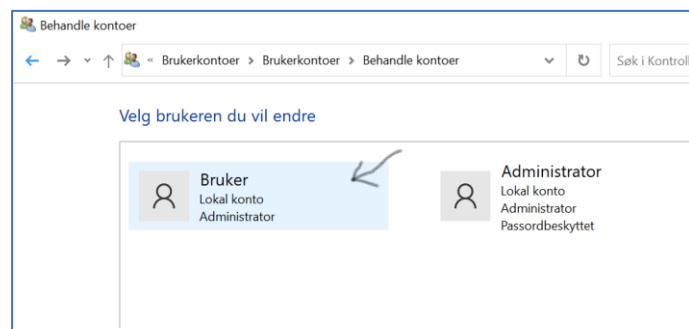 Behandle kontoer
« Brukerkontoer > Brukerkontoer > Behandle kontoer
Søk i Kontroll
Velg brukeren du vil endre
Bruker
Lokal konto
Administrator
Administrator
Lokal konto
Administrator
Passordbeskyttet